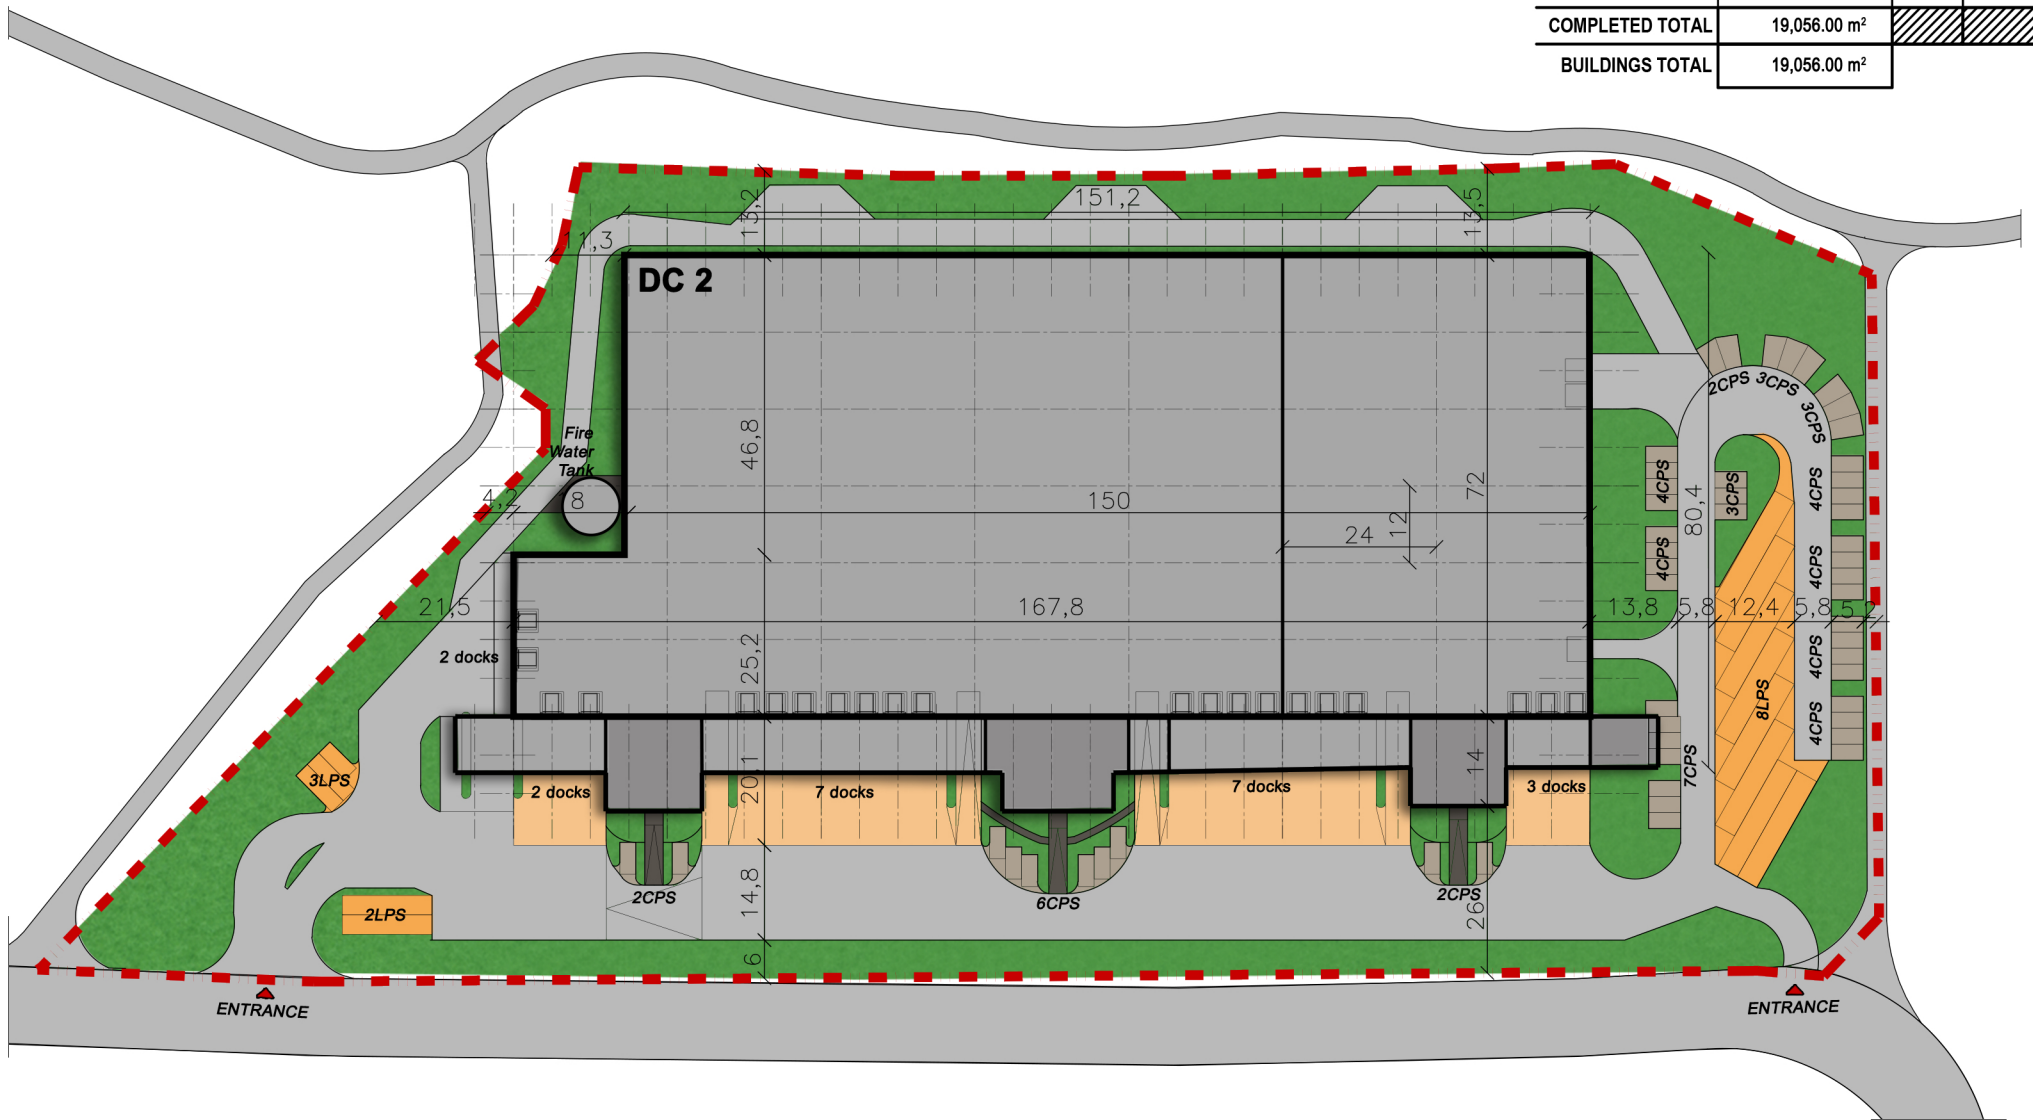 COMPLETED TOTAL 19,056.00 m²
BUILDINGS TOTAL 19,056.00 m²
13,2
151,2
13,5
11,3
DC 2
2CPS
3CPS
3CPS
Fire
Water
Tank
46,8
72
4CPS
3CPS
4CPS
4,2
18
150
80,4
12
24
4CPS
4CPS
21,5
167,8
13,8
5,8
12,4
5,8
5,2
2 docks
25,2
4CPS
8LPS
4CPS
7CPS
3LPS
20,1
14
2 docks
7 docks
7 docks
3 docks
2LPS
14,8
2CPS
6CPS
2CPS
26
6
ENTRANCE
ENTRANCE